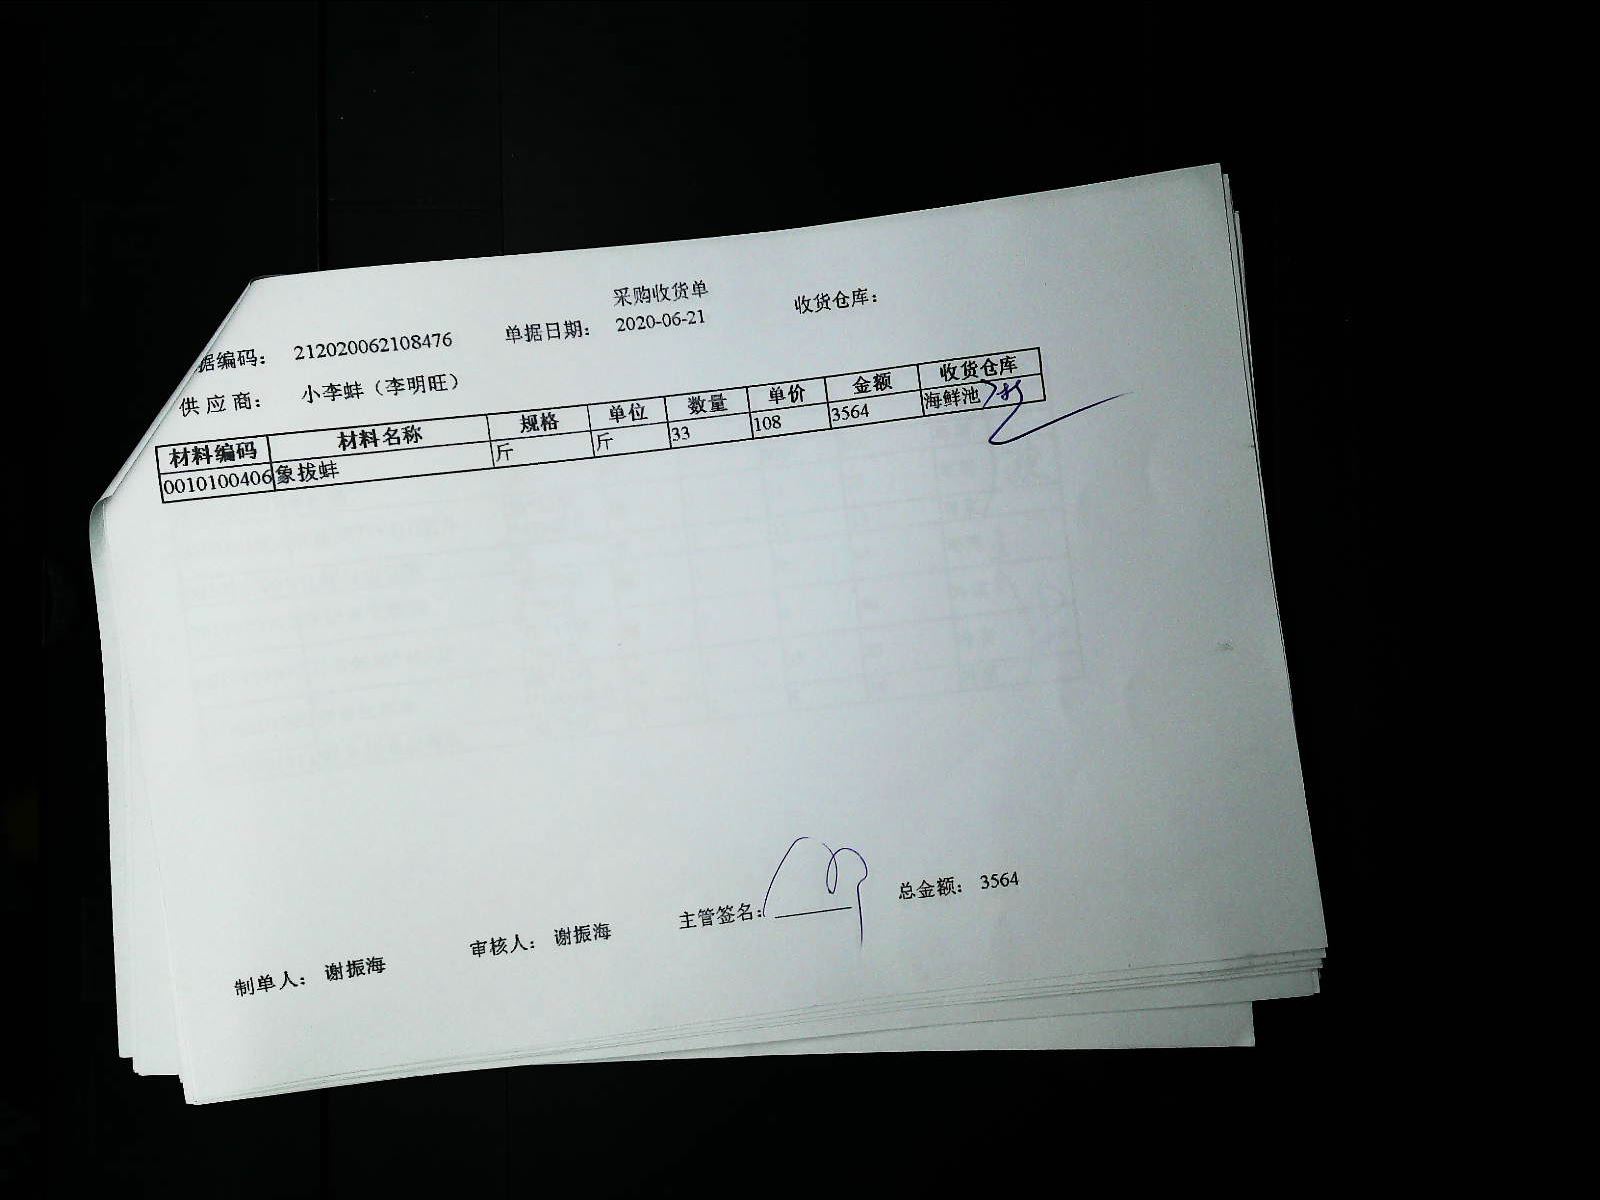 采购收货单
据编码： 212020062108476 单据日期： 2020-06-21 收货仓库：
供应商： 小李蚌（李明旺）
材料编码 材料名称 规格 单位 数量 单价 金额 收货仓库
0010100406 象拔蚌 斤 斤 33 108 3564 海鲜池
制单人： 谢振海 审核人： 谢振海 主管签名： 总金额： 3564